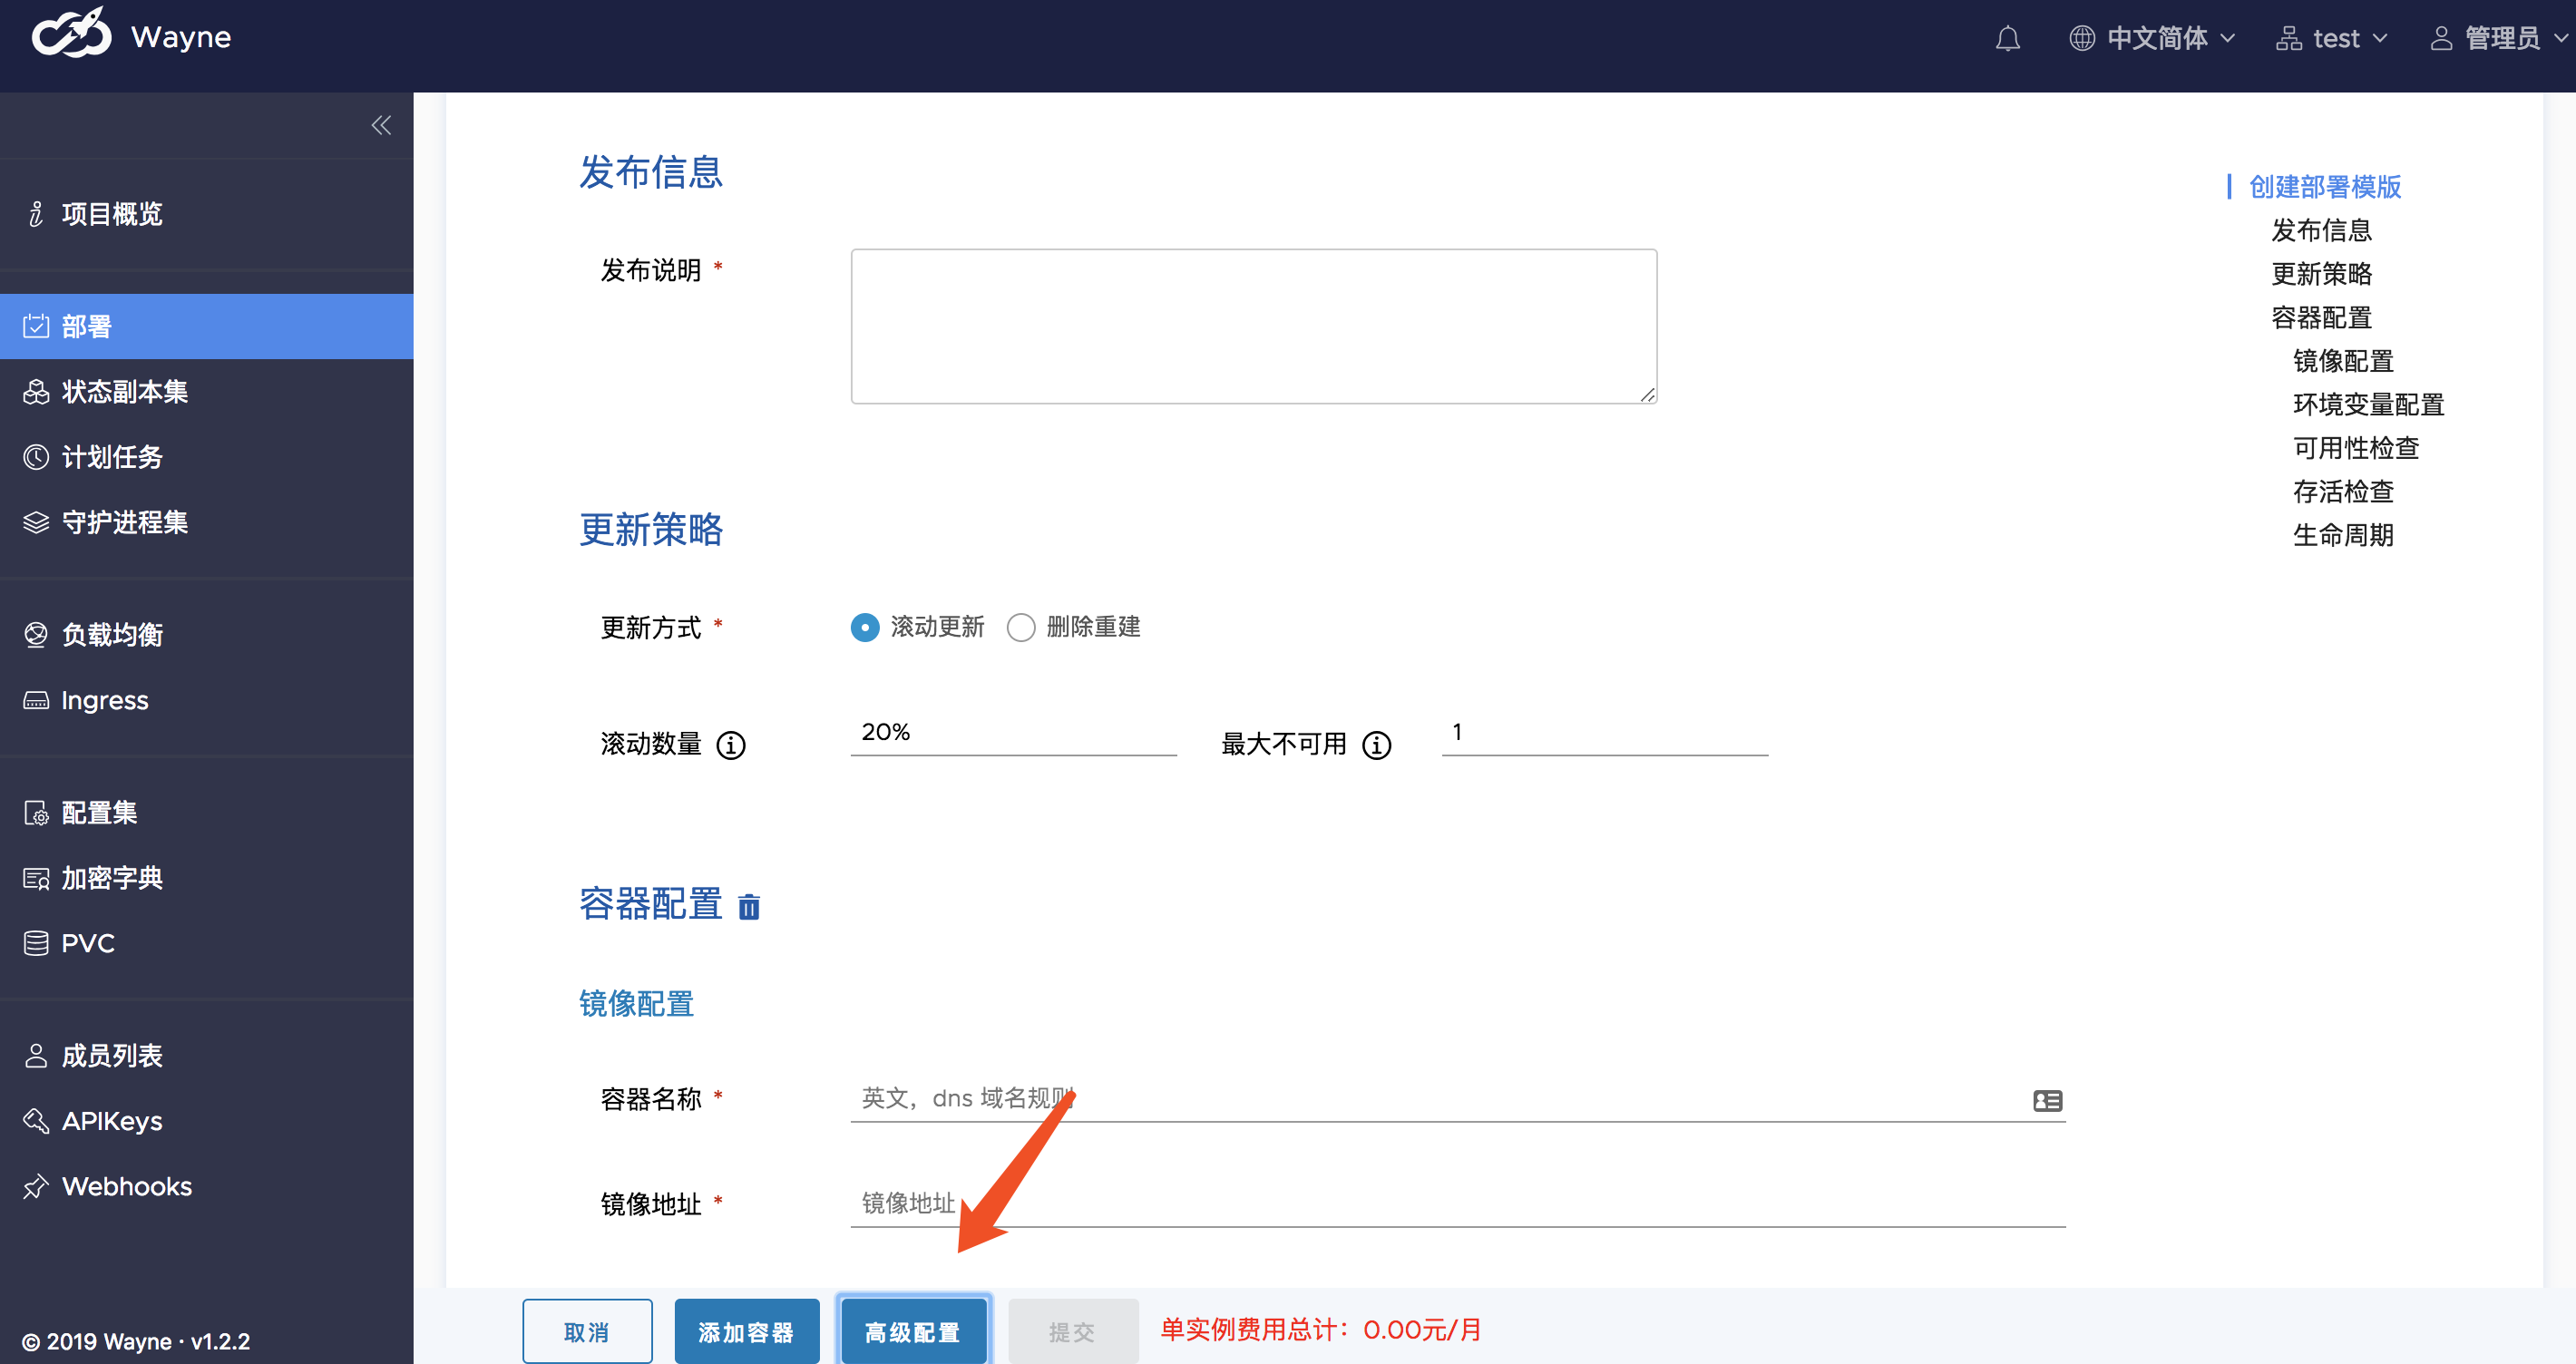 Wayne
中文简体
test
管理员
项目概览
部署
状态副本集
计划任务
守护进程集
负载均衡
Ingress
配置集
加密字典
PVC
成员列表
APIKeys
Webhooks
© 2019 Wayne · v1.2.2
发布信息
发布说明 *
更新策略
更新方式 * 滚动更新 删除重建
滚动数量 20% 最大不可用 1
容器配置
镜像配置
容器名称 * 英文，dns 域名规则
镜像地址 * 镜像地址
取消 添加容器 高级配置 提交 单实例费用总计：0.00元/月
创建部署模版
发布信息
更新策略
容器配置
镜像配置
环境变量配置
可用性检查
存活检查
生命周期